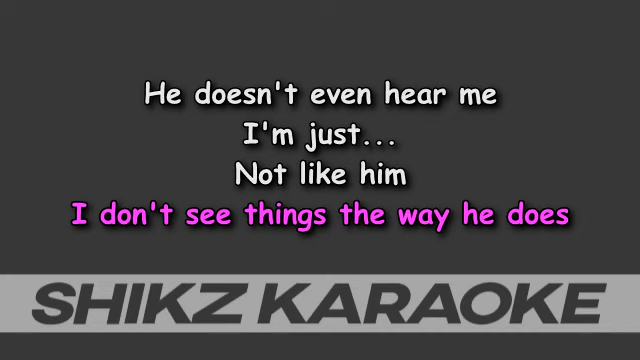 He doesn't even hear me
I'm just...
Not like him
I don't see things the way he does
SHIKZ KARAOKE